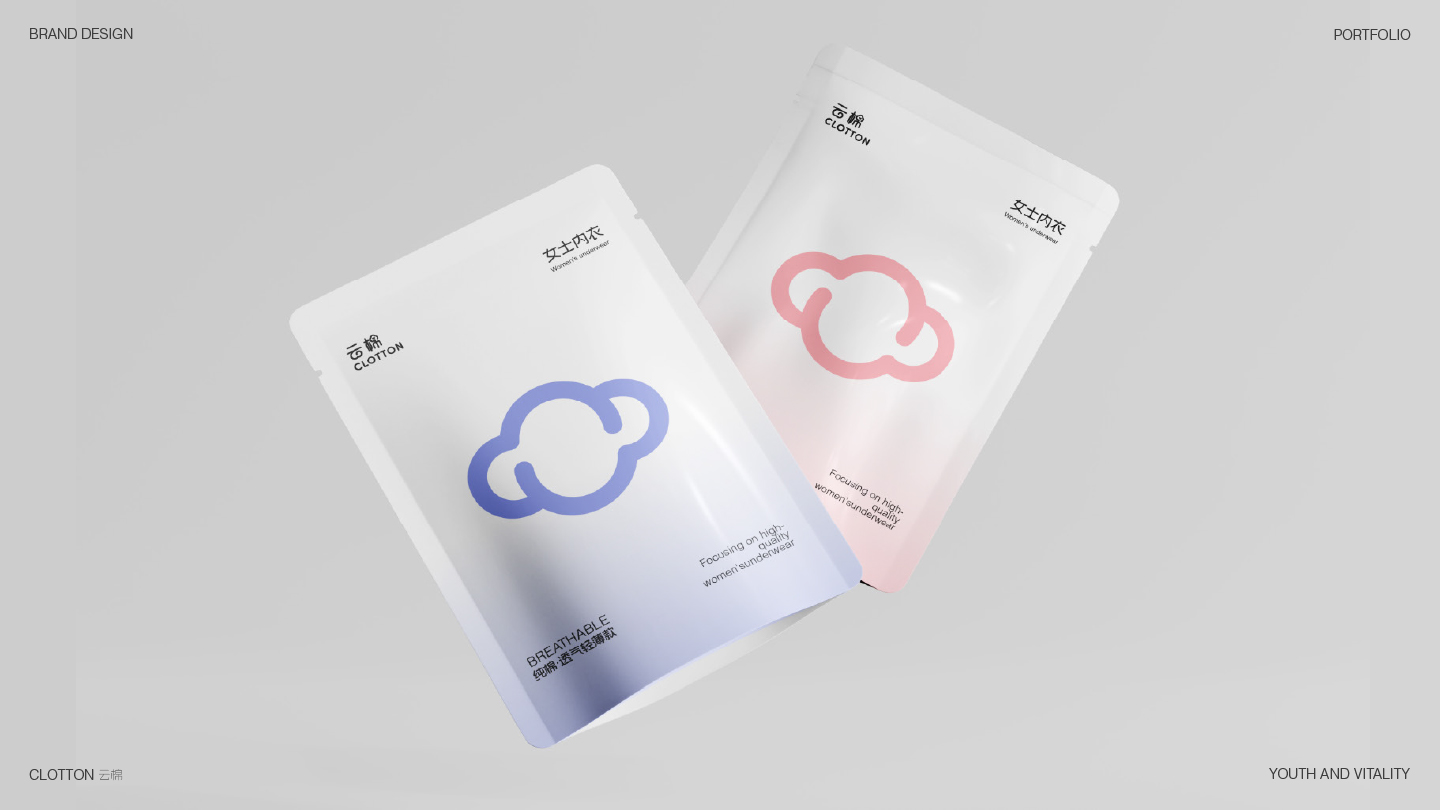 BRAND DESIGN
PORTFOLIO
云棉
CLOTTON
女士内衣
Women's underwear
Focusing on high-
quality
women'sunderwear
女士内衣
Women's underwear
云棉
CLOTTON
Focusing on high-
quality
women'sunderwear
BREATHABLE
纯棉·透气轻薄款
CLOTTON 云棉
YOUTH AND VITALITY